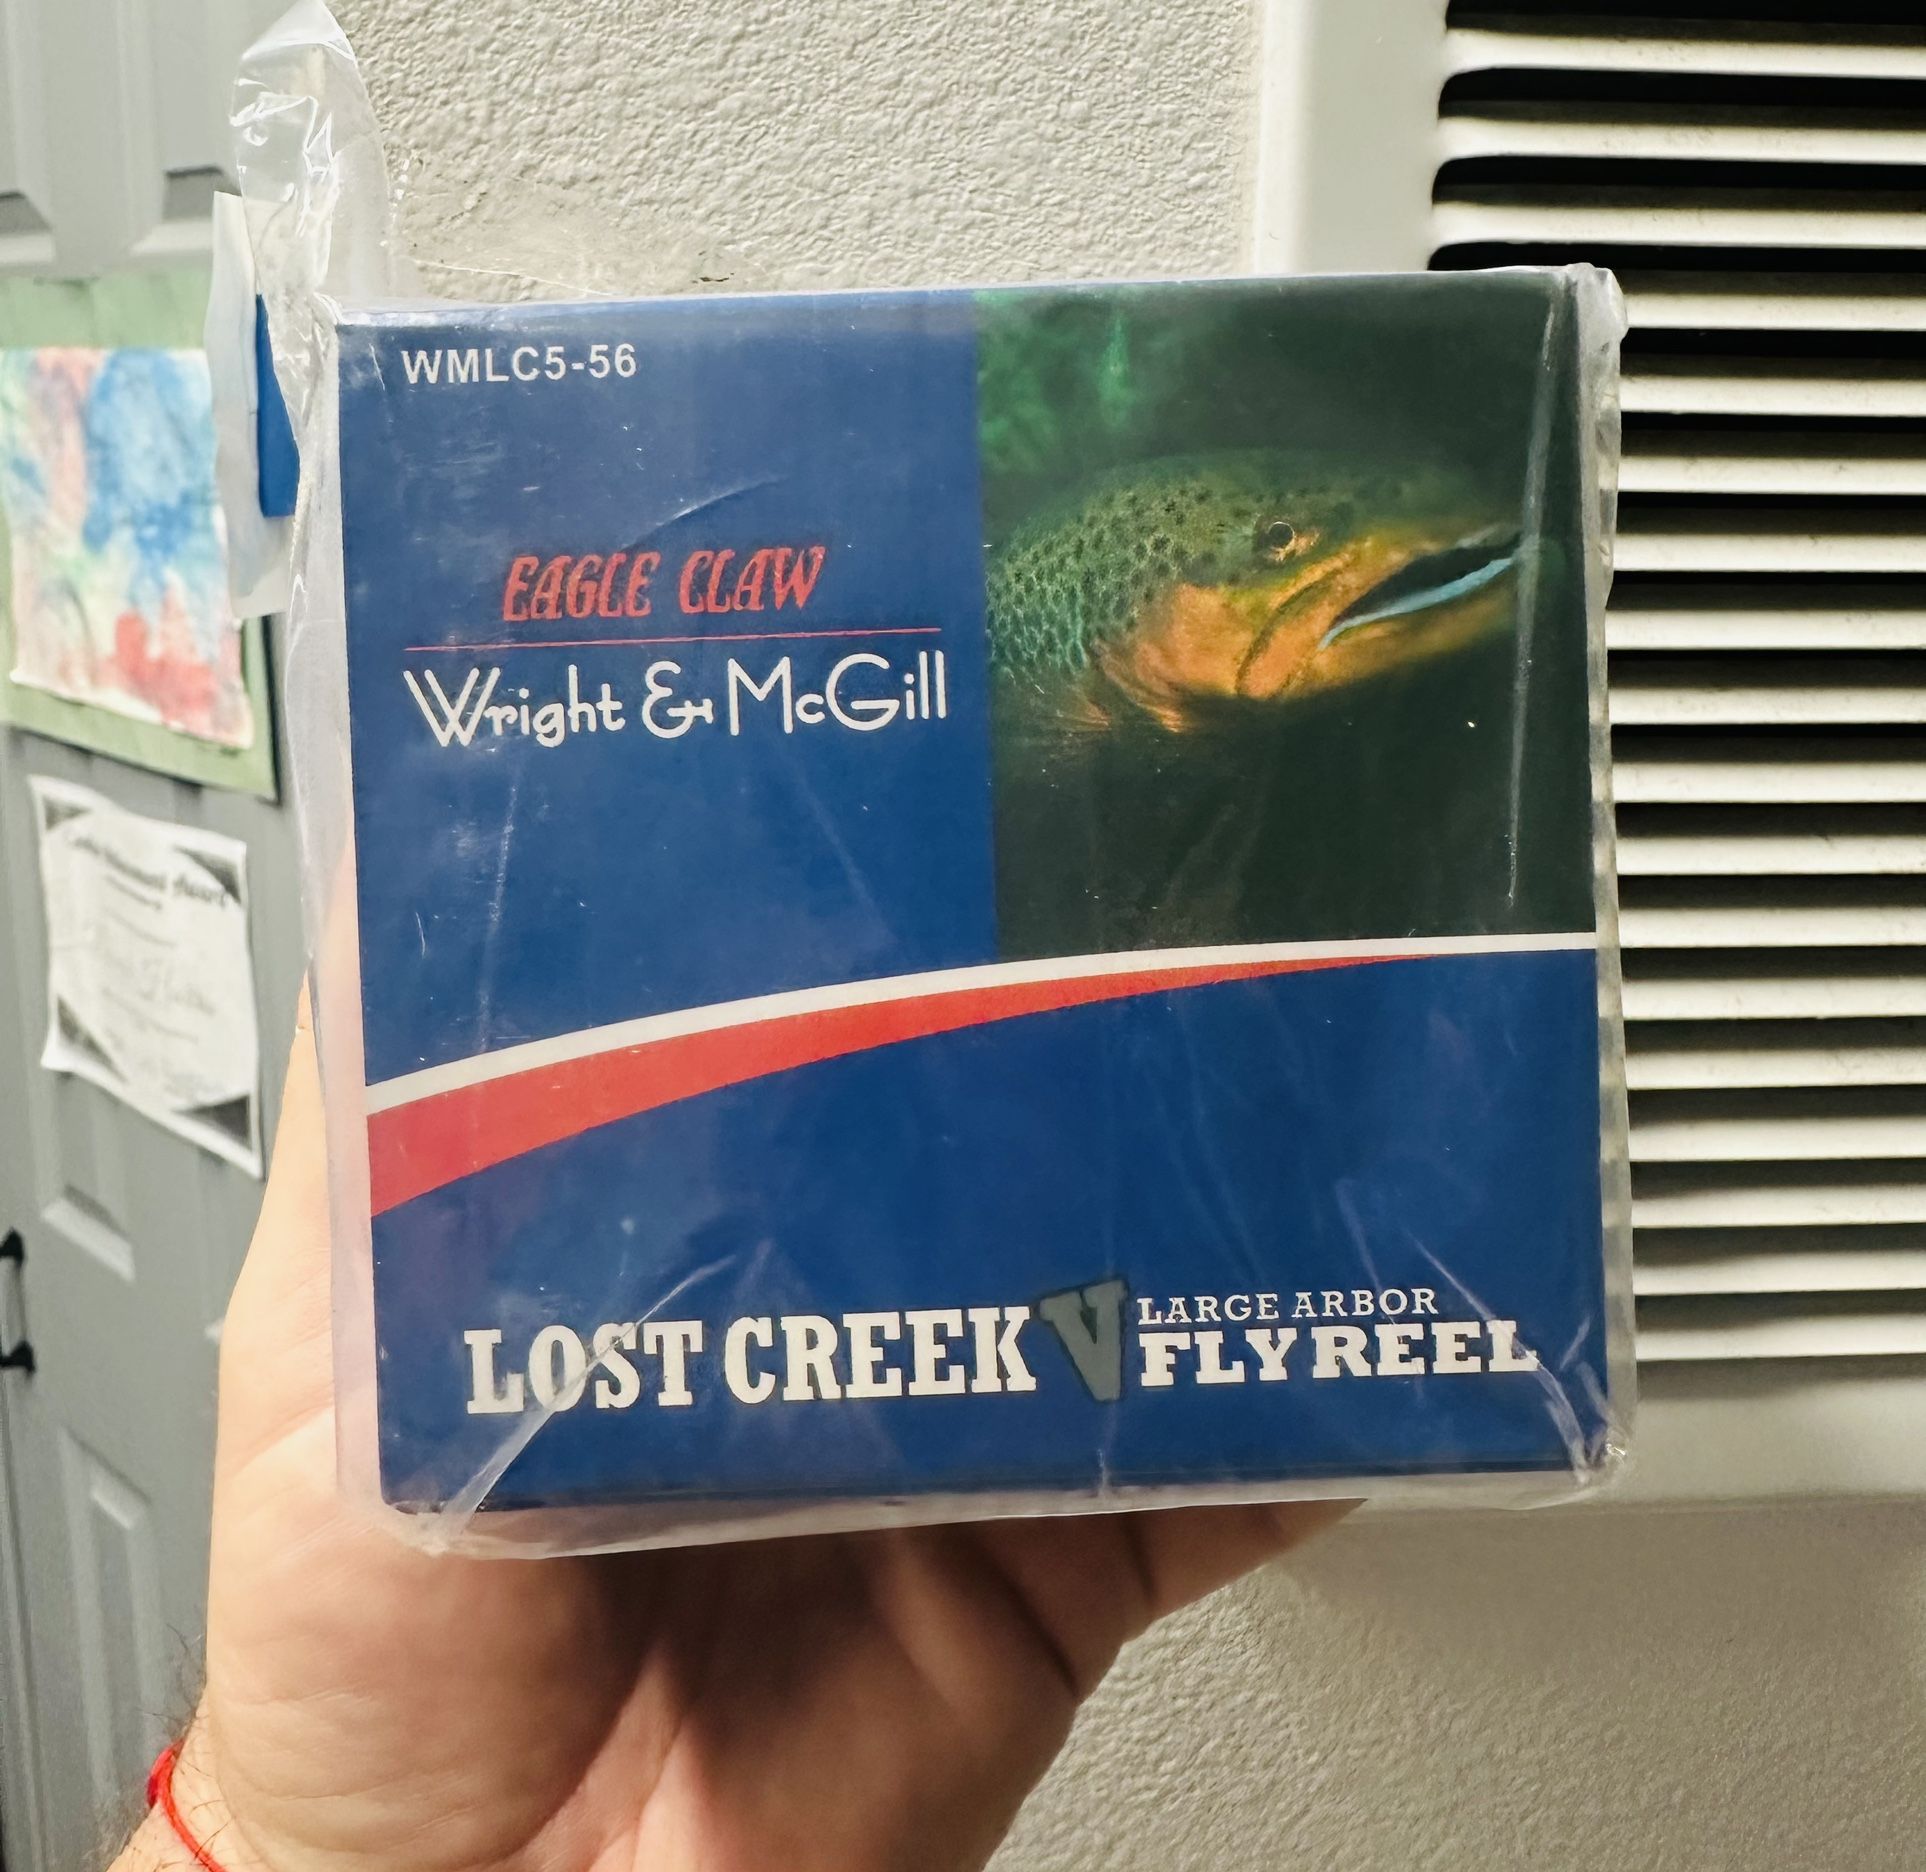 WMLC5-56
EAGLE CLAW
Wright & McGill
LOST CREEK V LARGE ARBOR
FLY REEL